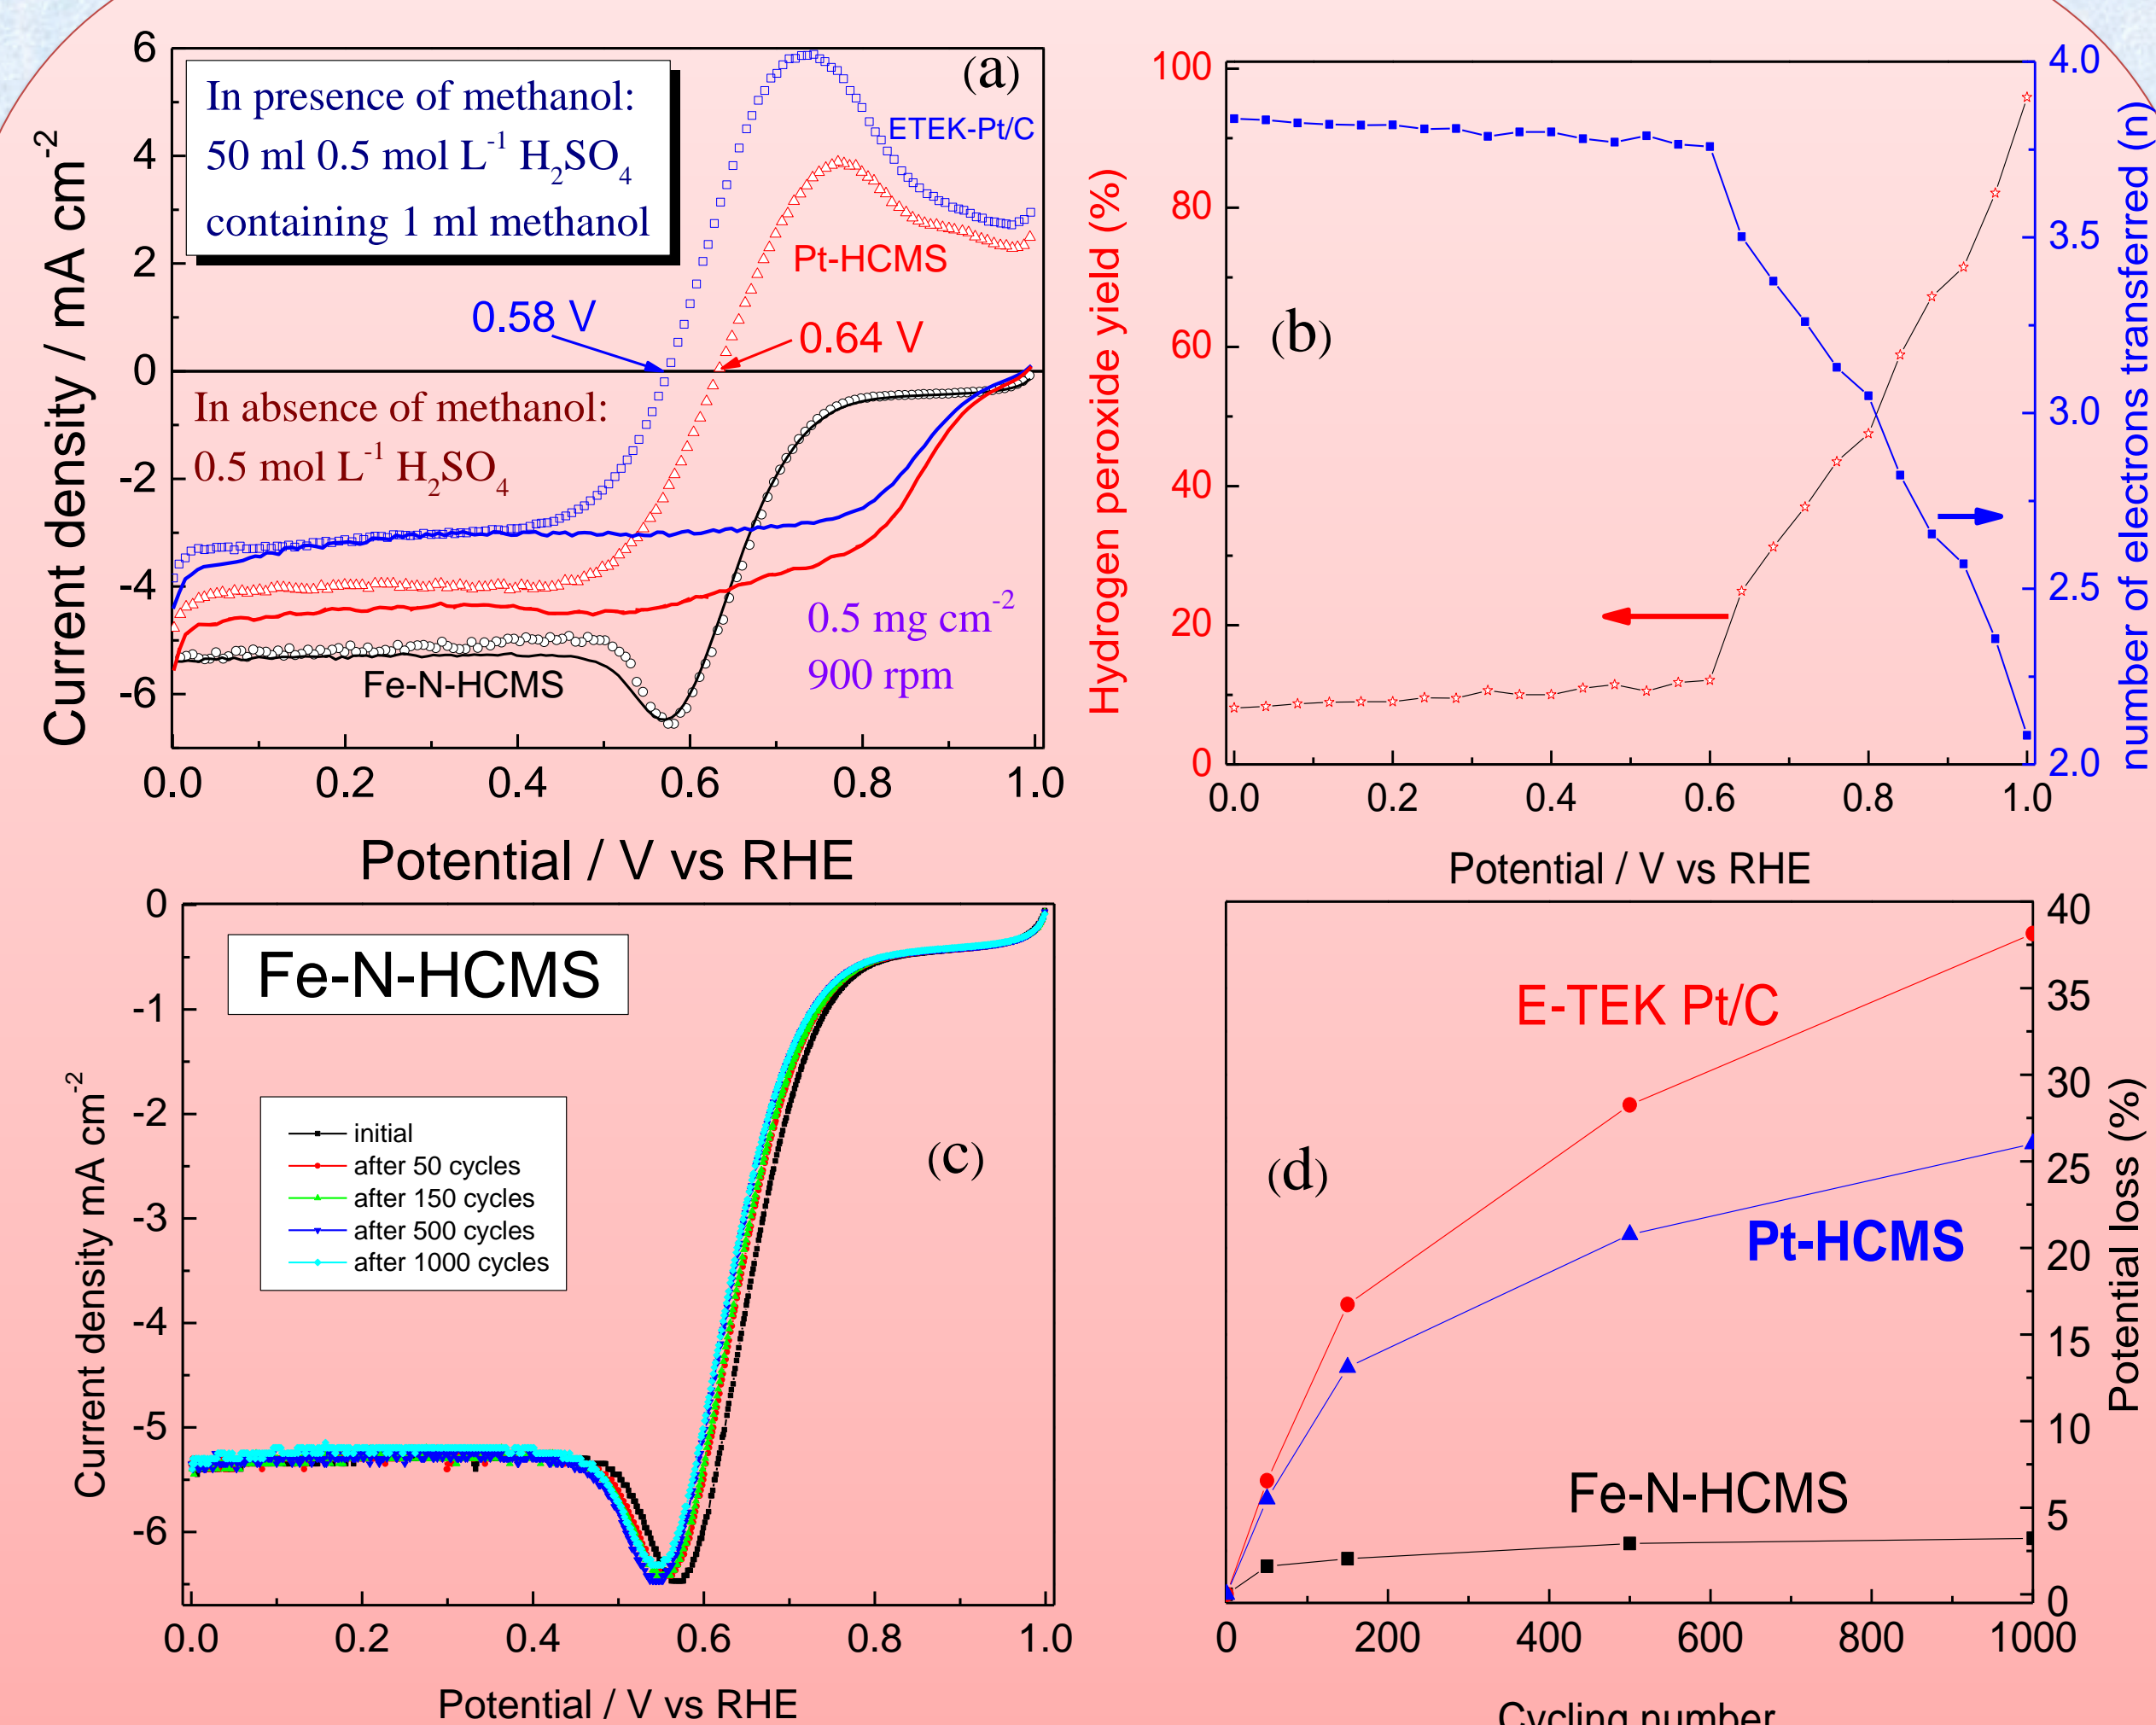 (a)
6
4
2
0
-2
-4
-6
Current density / mA cm⁻²
In presence of methanol:
50 ml 0.5 mol L⁻¹ H₂SO₄
containing 1 ml methanol
ETEK-Pt/C
Pt-HCMS
0.58 V
0.64 V
In absence of methanol:
0.5 mol L⁻¹ H₂SO₄
0.5 mg cm⁻²
900 rpm
Fe-N-HCMS
0.0 0.2 0.4 0.6 0.8 1.0
Potential / V vs RHE
(b)
100
80
60
40
20
0
Hydrogen peroxide yield (%)
4.0
3.5
3.0
2.5
2.0
number of electrons transferred (n)
0.0 0.2 0.4 0.6 0.8 1.0
Potential / V vs RHE
0
-1
-2
-3
-4
-5
-6
Current density mA cm⁻²
Fe-N-HCMS
initial
after 50 cycles
after 150 cycles
after 500 cycles
after 1000 cycles
(c)
0.0 0.2 0.4 0.6 0.8 1.0
Potential / V vs RHE
E-TEK Pt/C
(d)
Pt-HCMS
Fe-N-HCMS
40
35
30
25
20
15
10
5
0
Potential loss (%)
0 200 400 600 800 1000
Cycling number